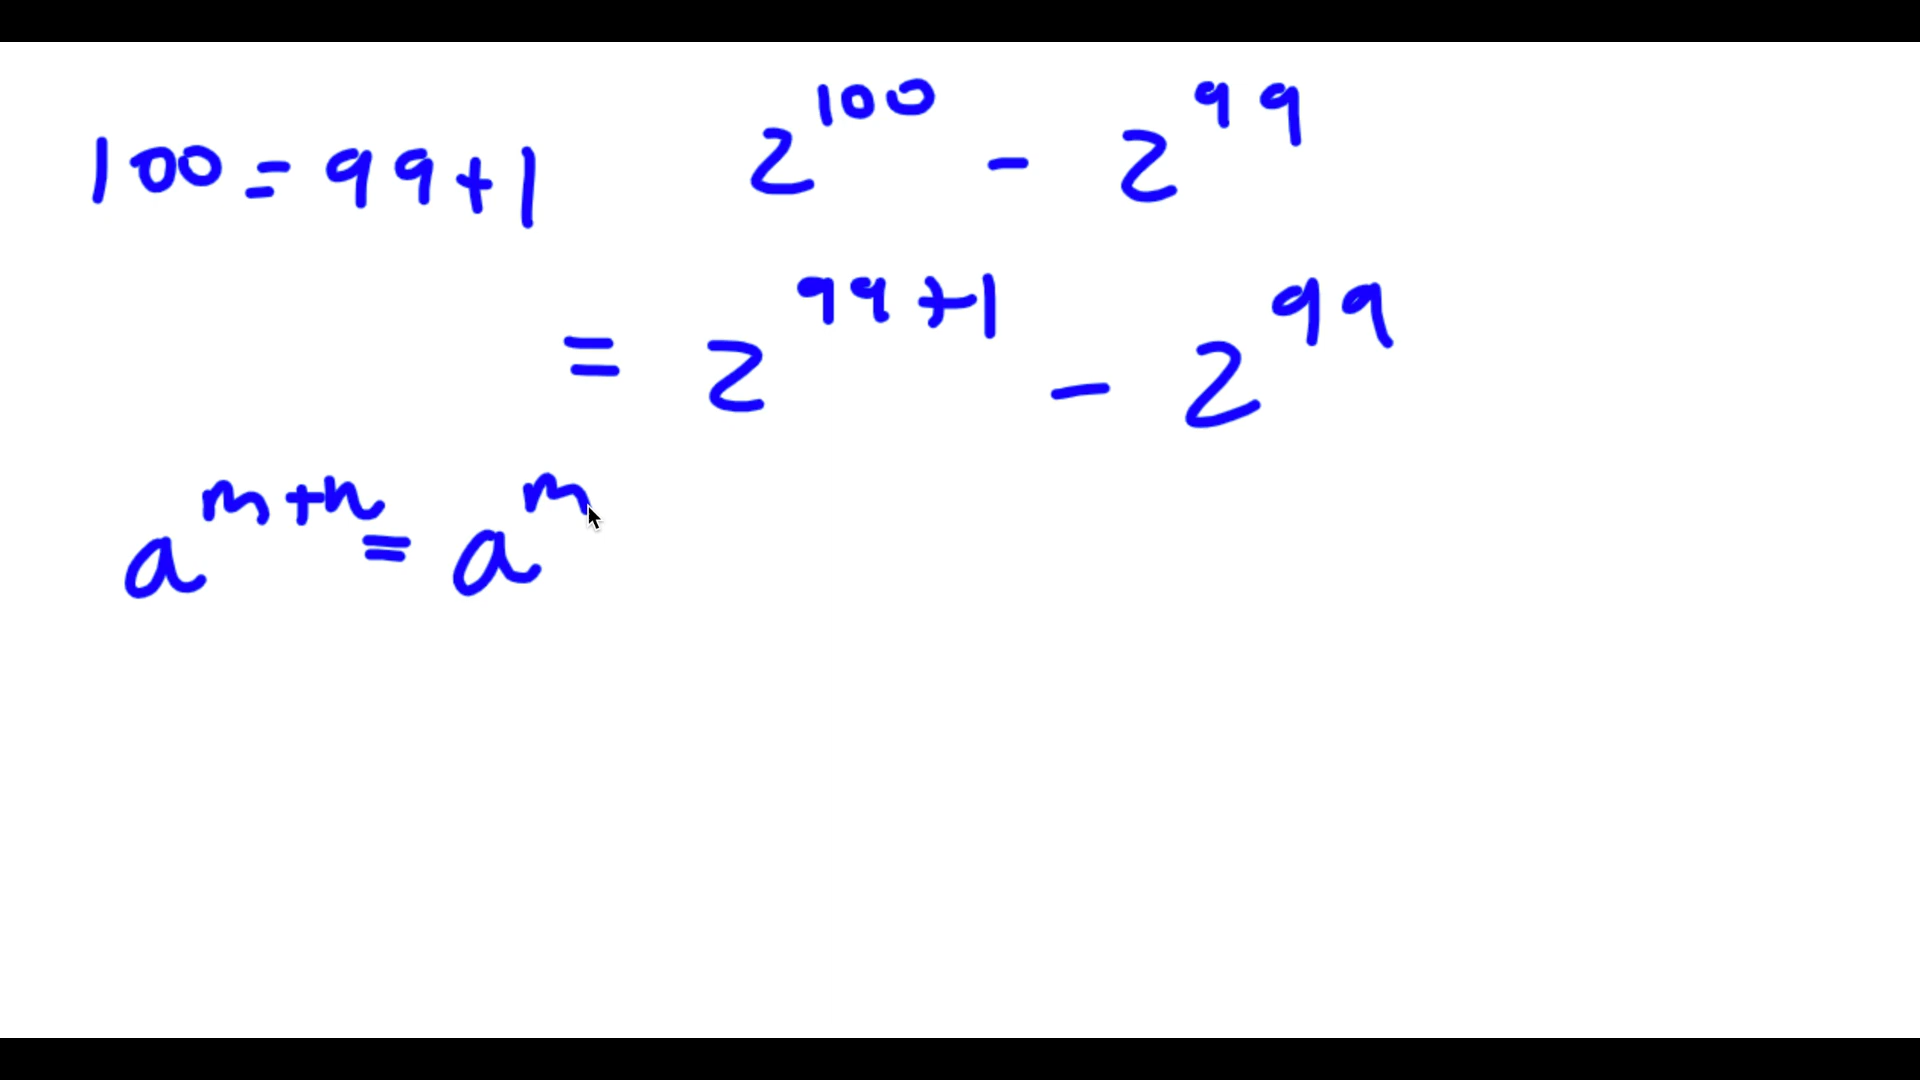 100 = 99+1
2^100 - 2^99
= 2^99+1 - 2^99
a^m+n = a^m